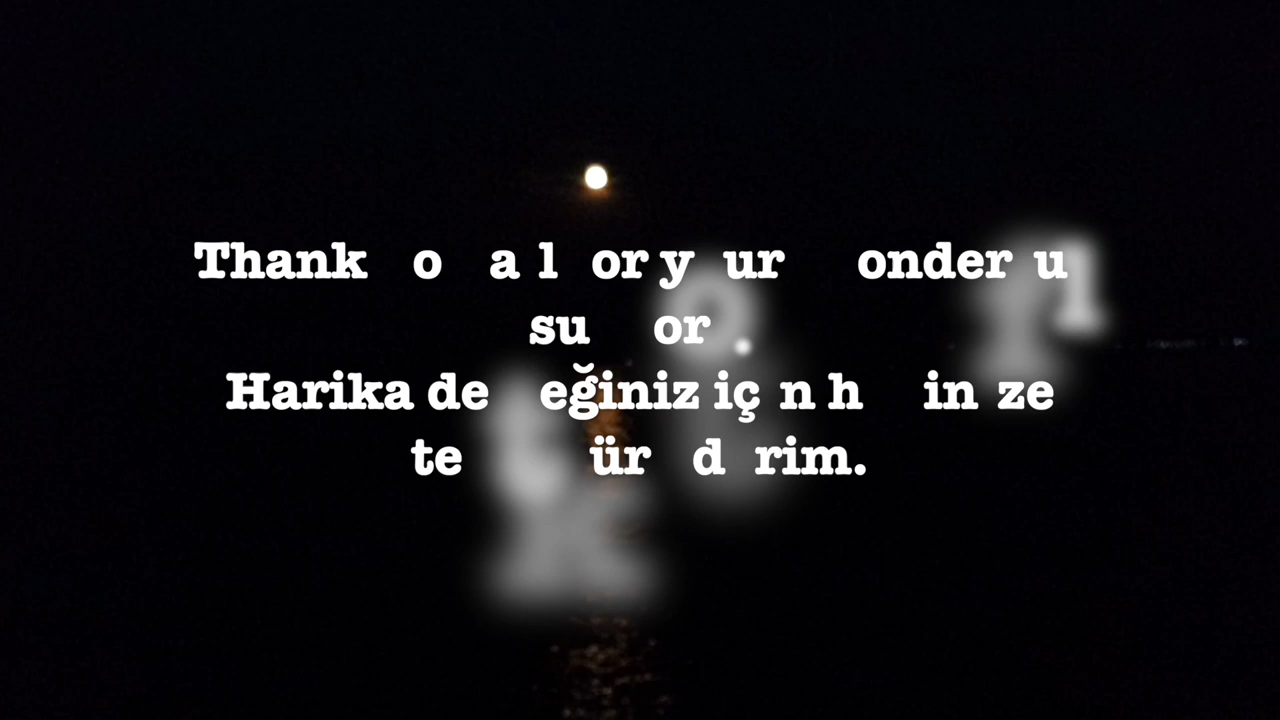 Thank o a l or y ur onder u
su or .
Harika de eğiniz iç n h in ze
te ür d rim.